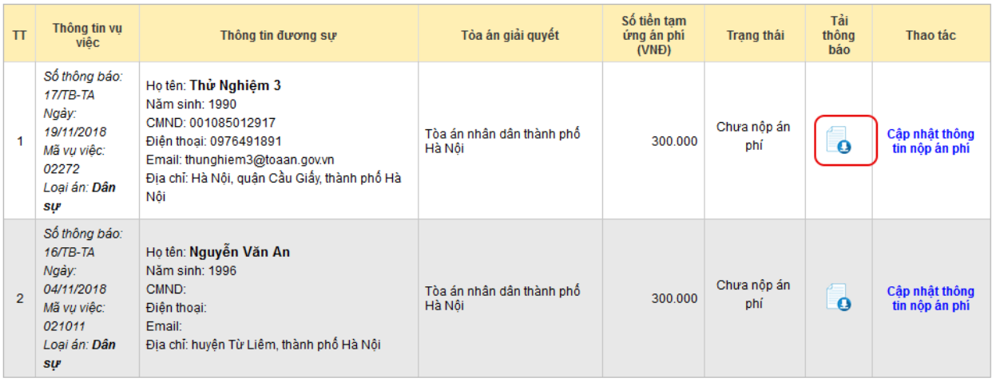 TT
Thông tin vụ
việc
Thông tin đương sự
Tòa án giải quyết
Số tiền tạm
ứng án phí
(VNĐ)
Trạng thái
Tải
thông
báo
Thao tác
1
Số thông báo:
17/TB-TA
Ngày:
19/11/2018
Mã vụ việc:
02272
Loại án: Dân
sự
Họ tên: Thử Nghiệm 3
Năm sinh: 1990
CMND: 001085012917
Điện thoại: 0976491891
Email: thunghiem3@toaan.gov.vn
Địa chỉ: Hà Nội, quận Cầu Giấy, thành phố Hà
Nội
Tòa án nhân dân thành phố
Hà Nội
300.000
Chưa nộp án
phí
Cập nhật thông
tin nộp án phí
2
Số thông báo:
16/TB-TA
Ngày:
04/11/2018
Mã vụ việc:
021011
Loại án: Dân
sự
Họ tên: Nguyễn Văn An
Năm sinh: 1996
CMND:
Điện thoại:
Email:
Địa chỉ: huyện Từ Liêm, thành phố Hà Nội
Tòa án nhân dân thành phố
Hà Nội
300.000
Chưa nộp án
phí
Cập nhật thông
tin nộp án phí